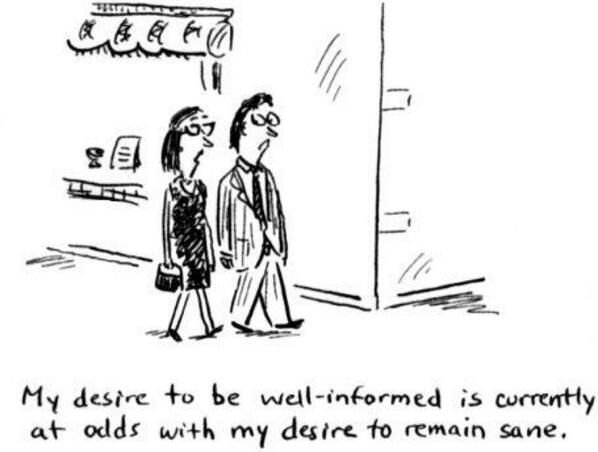 My desire to be well-informed is currently
at odds with my desire to remain sane.